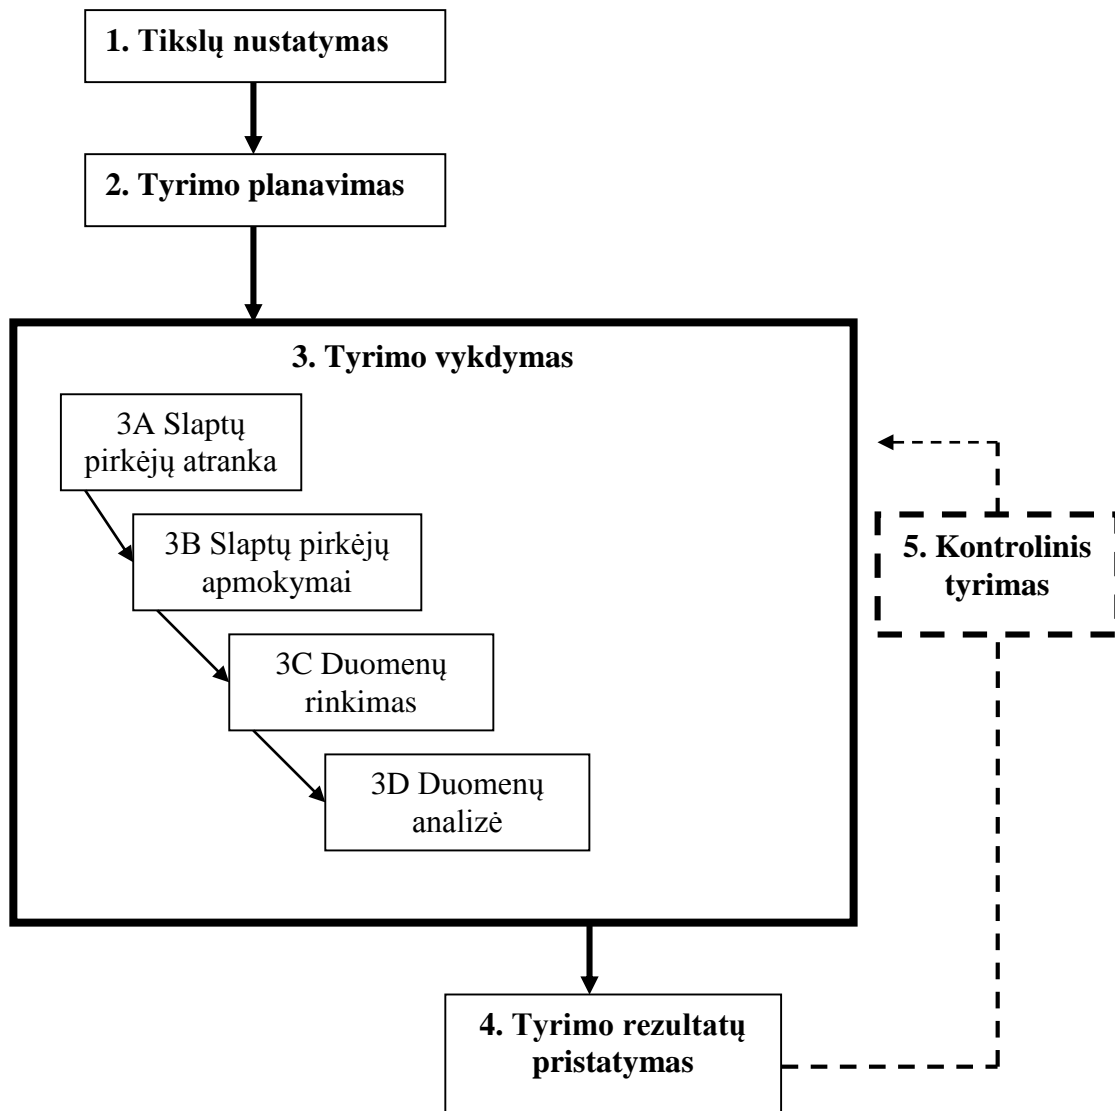 1. Tikslų nustatymas
2. Tyrimo planavimas
3. Tyrimo vykdymas
3A Slaptų
pirkėjų atranka
3B Slaptų pirkėjų
apmokymai
3C Duomenų
rinkimas
3D Duomenų
analizė
5. Kontrolinis
tyrimas
4. Tyrimo rezultatų
pristatymas